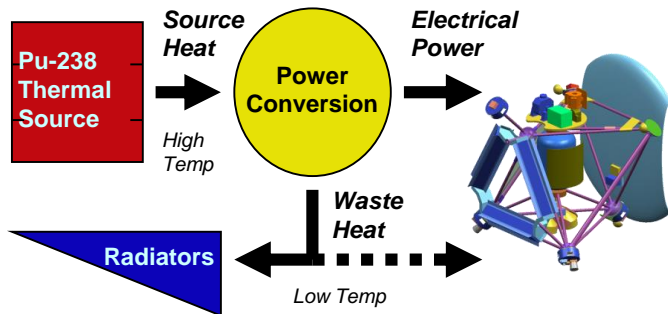 Source
Heat
Electrical
Power
Pu-238
Thermal
Source
Power
Conversion
High
Temp
Waste
Heat
Radiators
Low Temp